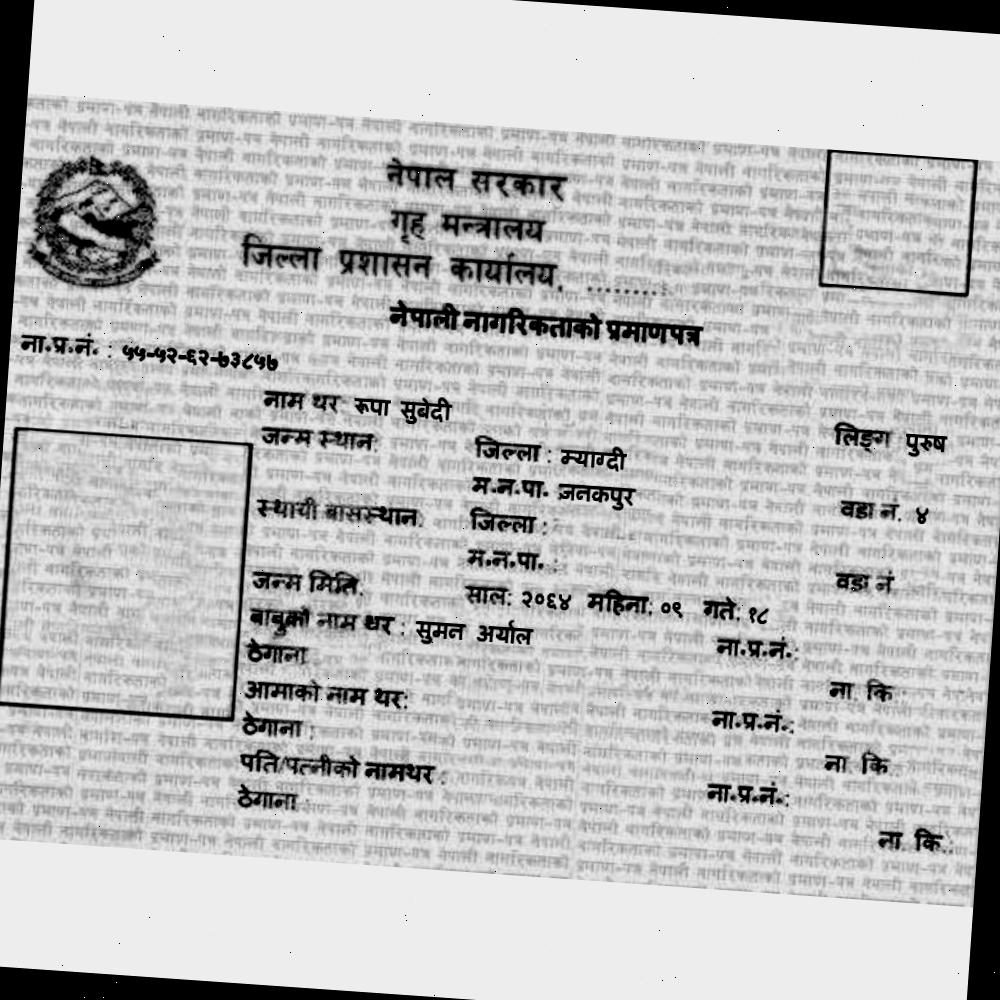 नेपाल सरकार
गृह मन्त्रालय
जिल्ला प्रशासन कार्यालय, .........
नेपाली नागरिकताको प्रमाणपत्र
ना.प्र.नं. : ५५-५२-६२-७३८५७
नाम थर रूपा सुबेदी लिङ्ग पुरुष
जन्म स्थान: जिल्ला : म्याग्दी
म.न.पा. जनकपुर वडा नं. ४
स्थायी बासस्थान: जिल्ला :
म.न.पा. : वडा नं
जन्म मिति: साल: २०६४ महिना: ०९ गते: १८
बाबुको नाम थर : सुमन अर्याल ना.प्र.नं.:
ठेगाना ना कि :
आमाको नाम थर: ना.प्र.नं.:
ठेगाना : ना कि :
पति/पत्नीको नामथर : ना.प्र.नं.:
ठेगाना ना कि :